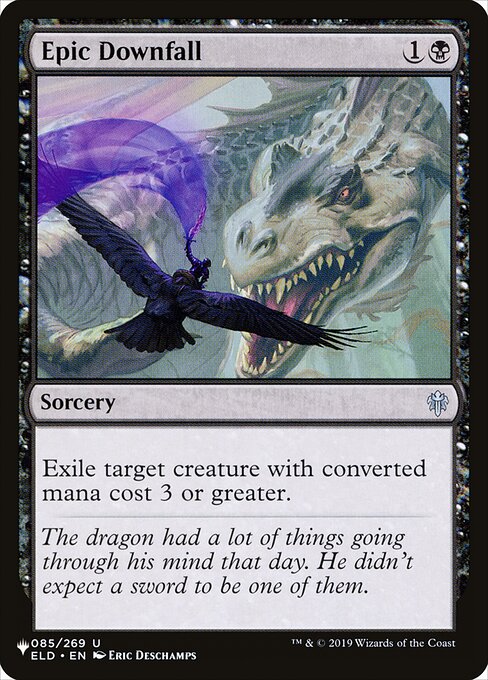 Epic Downfall 1
Sorcery
Exile target creature with converted
mana cost 3 or greater.
The dragon had a lot of things going
through his mind that day. He didn't
expect a sword to be one of them.
085/269 U
ELD • EN Eric Deschamps
™ & © 2019 Wizards of the Coast